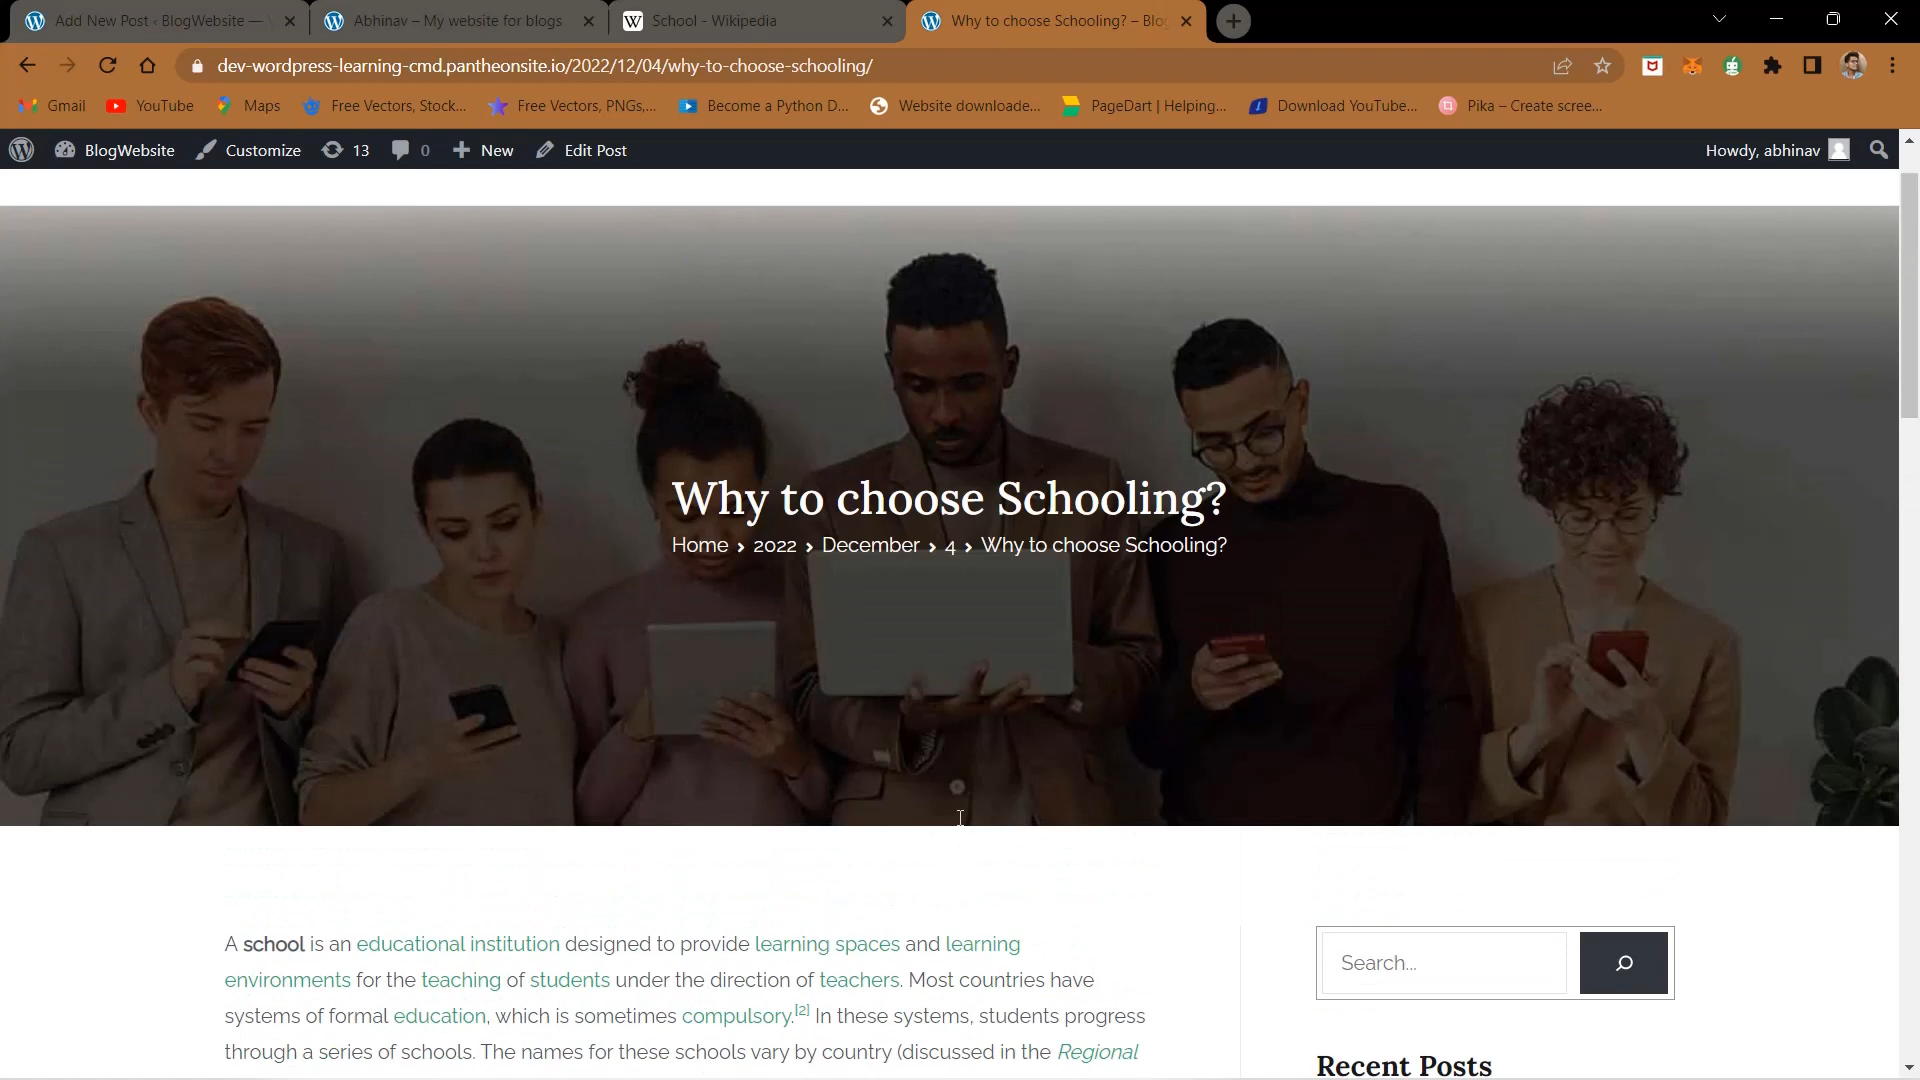 Add New Post ‹ BlogWebsite —
Abhinav – My website for blogs
School - Wikipedia
Why to choose Schooling? – Blo
dev-wordpress-learning-cmd.pantheonsite.io/2022/12/04/why-to-choose-schooling/
Gmail
YouTube
Maps
Free Vectors, Stock...
Free Vectors, PNGs,...
Become a Python D...
Website downloade...
PageDart | Helping...
Download YouTube...
Pika – Create scree...
BlogWebsite
Customize
13
0
New
Edit Post
Howdy, abhinav
Why to choose Schooling?
Home › 2022 › December › 4 › Why to choose Schooling?
A school is an educational institution designed to provide learning spaces and learning
environments for the teaching of students under the direction of teachers. Most countries have
systems of formal education, which is sometimes compulsory.[2] In these systems, students progress
through a series of schools. The names for these schools vary by country (discussed in the Regional
Search...
Recent Posts